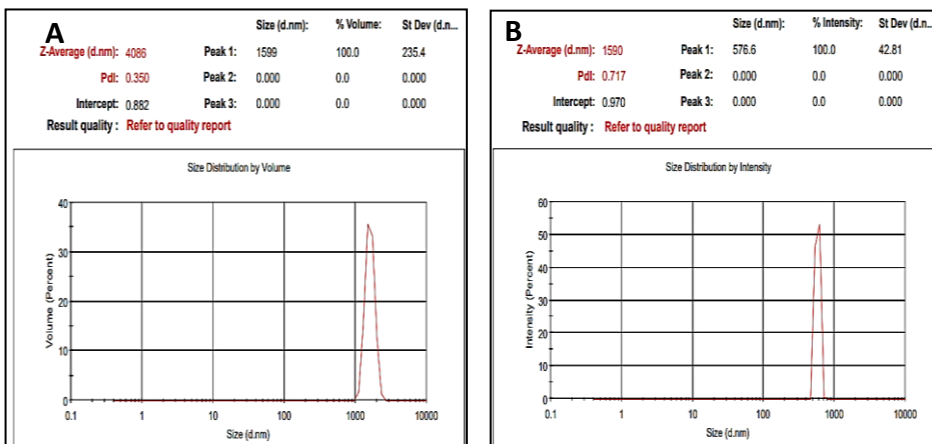 A
Size (d.nm): % Volume: St Dev (d.n...
Z-Average (d.nm): 4086 Peak 1: 1599 100.0 235.4
PdI: 0.350 Peak 2: 0.000 0.0 0.000
Intercept: 0.882 Peak 3: 0.000 0.0 0.000
Result quality : Refer to quality report
Size Distribution by Volume
Volume (Percent)
40
30
20
10
0
0.1 1 10 100 1000 10000
Size (d.nm)
B
Size (d.nm): % Intensity: St Dev (d.n...
Z-Average (d.nm): 1590 Peak 1: 576.6 100.0 42.81
PdI: 0.717 Peak 2: 0.000 0.0 0.000
Intercept: 0.970 Peak 3: 0.000 0.0 0.000
Result quality : Refer to quality report
Size Distribution by Intensity
Intensity (Percent)
60
50
40
30
20
10
0
0.1 1 10 100 1000 10000
Size (d.nm)